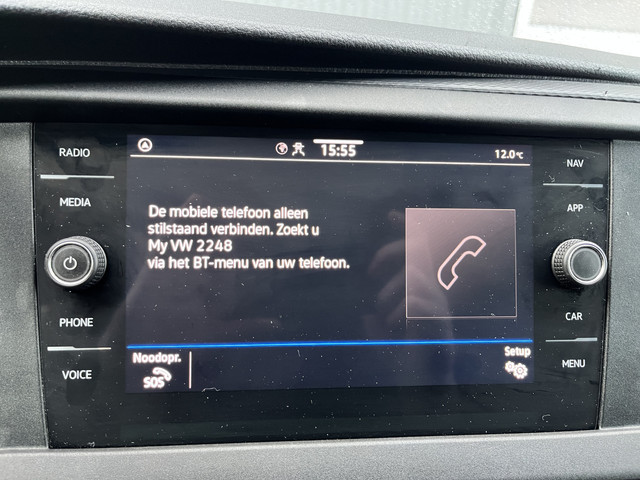 RADIO
MEDIA
PHONE
VOICE
15:55
12.0°C
De mobiele telefoon alleen
stilstaand verbinden. Zoekt u
My VW 2248
via het BT-menu van uw telefoon.
Noodopr.
SOS
Setup
NAV
APP
CAR
MENU